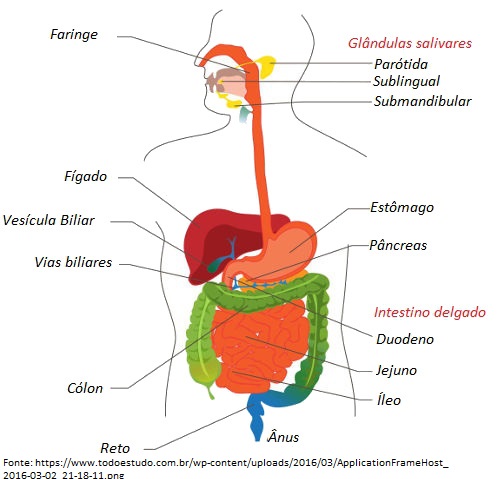 Faringe
Glândulas salivares
Parótida
Sublingual
Submandibular
Fígado
Vesícula Biliar
Vias biliares
Estômago
Pâncreas
Intestino delgado
Duodeno
Jejuno
Íleo
Cólon
Reto
Ânus
Fonte: https://www.todoestudo.com.br/wp-content/uploads/2016/03/ApplicationFrameHost_
2016-03-02_21-18-11.png